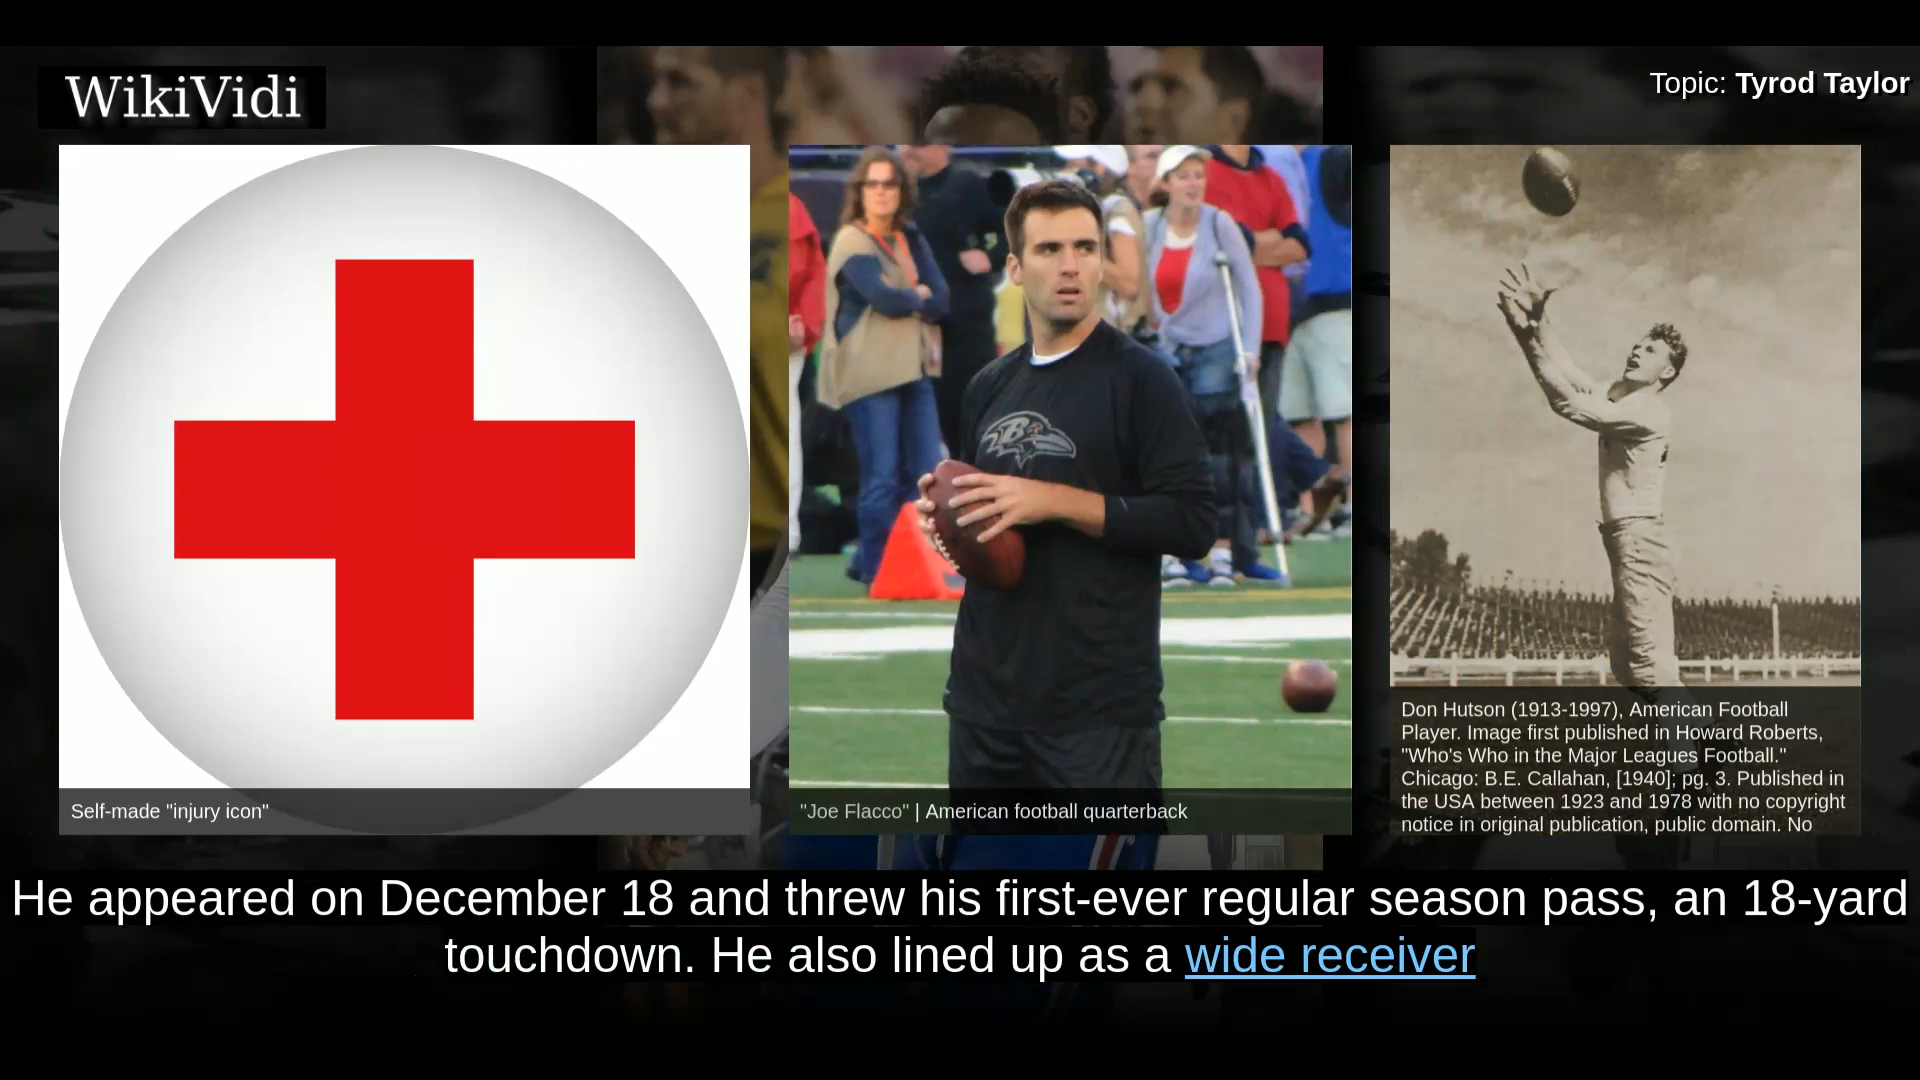 WikiVidi
Topic: Tyrod Taylor
Self-made "injury icon"
"Joe Flacco" | American football quarterback
Don Hutson (1913-1997), American Football
Player. Image first published in Howard Roberts,
"Who's Who in the Major Leagues Football."
Chicago: B.E. Callahan, [1940]; pg. 3. Published in
the USA between 1923 and 1978 with no copyright
notice in original publication, public domain. No
He appeared on December 18 and threw his first-ever regular season pass, an 18-yard
touchdown. He also lined up as a wide receiver